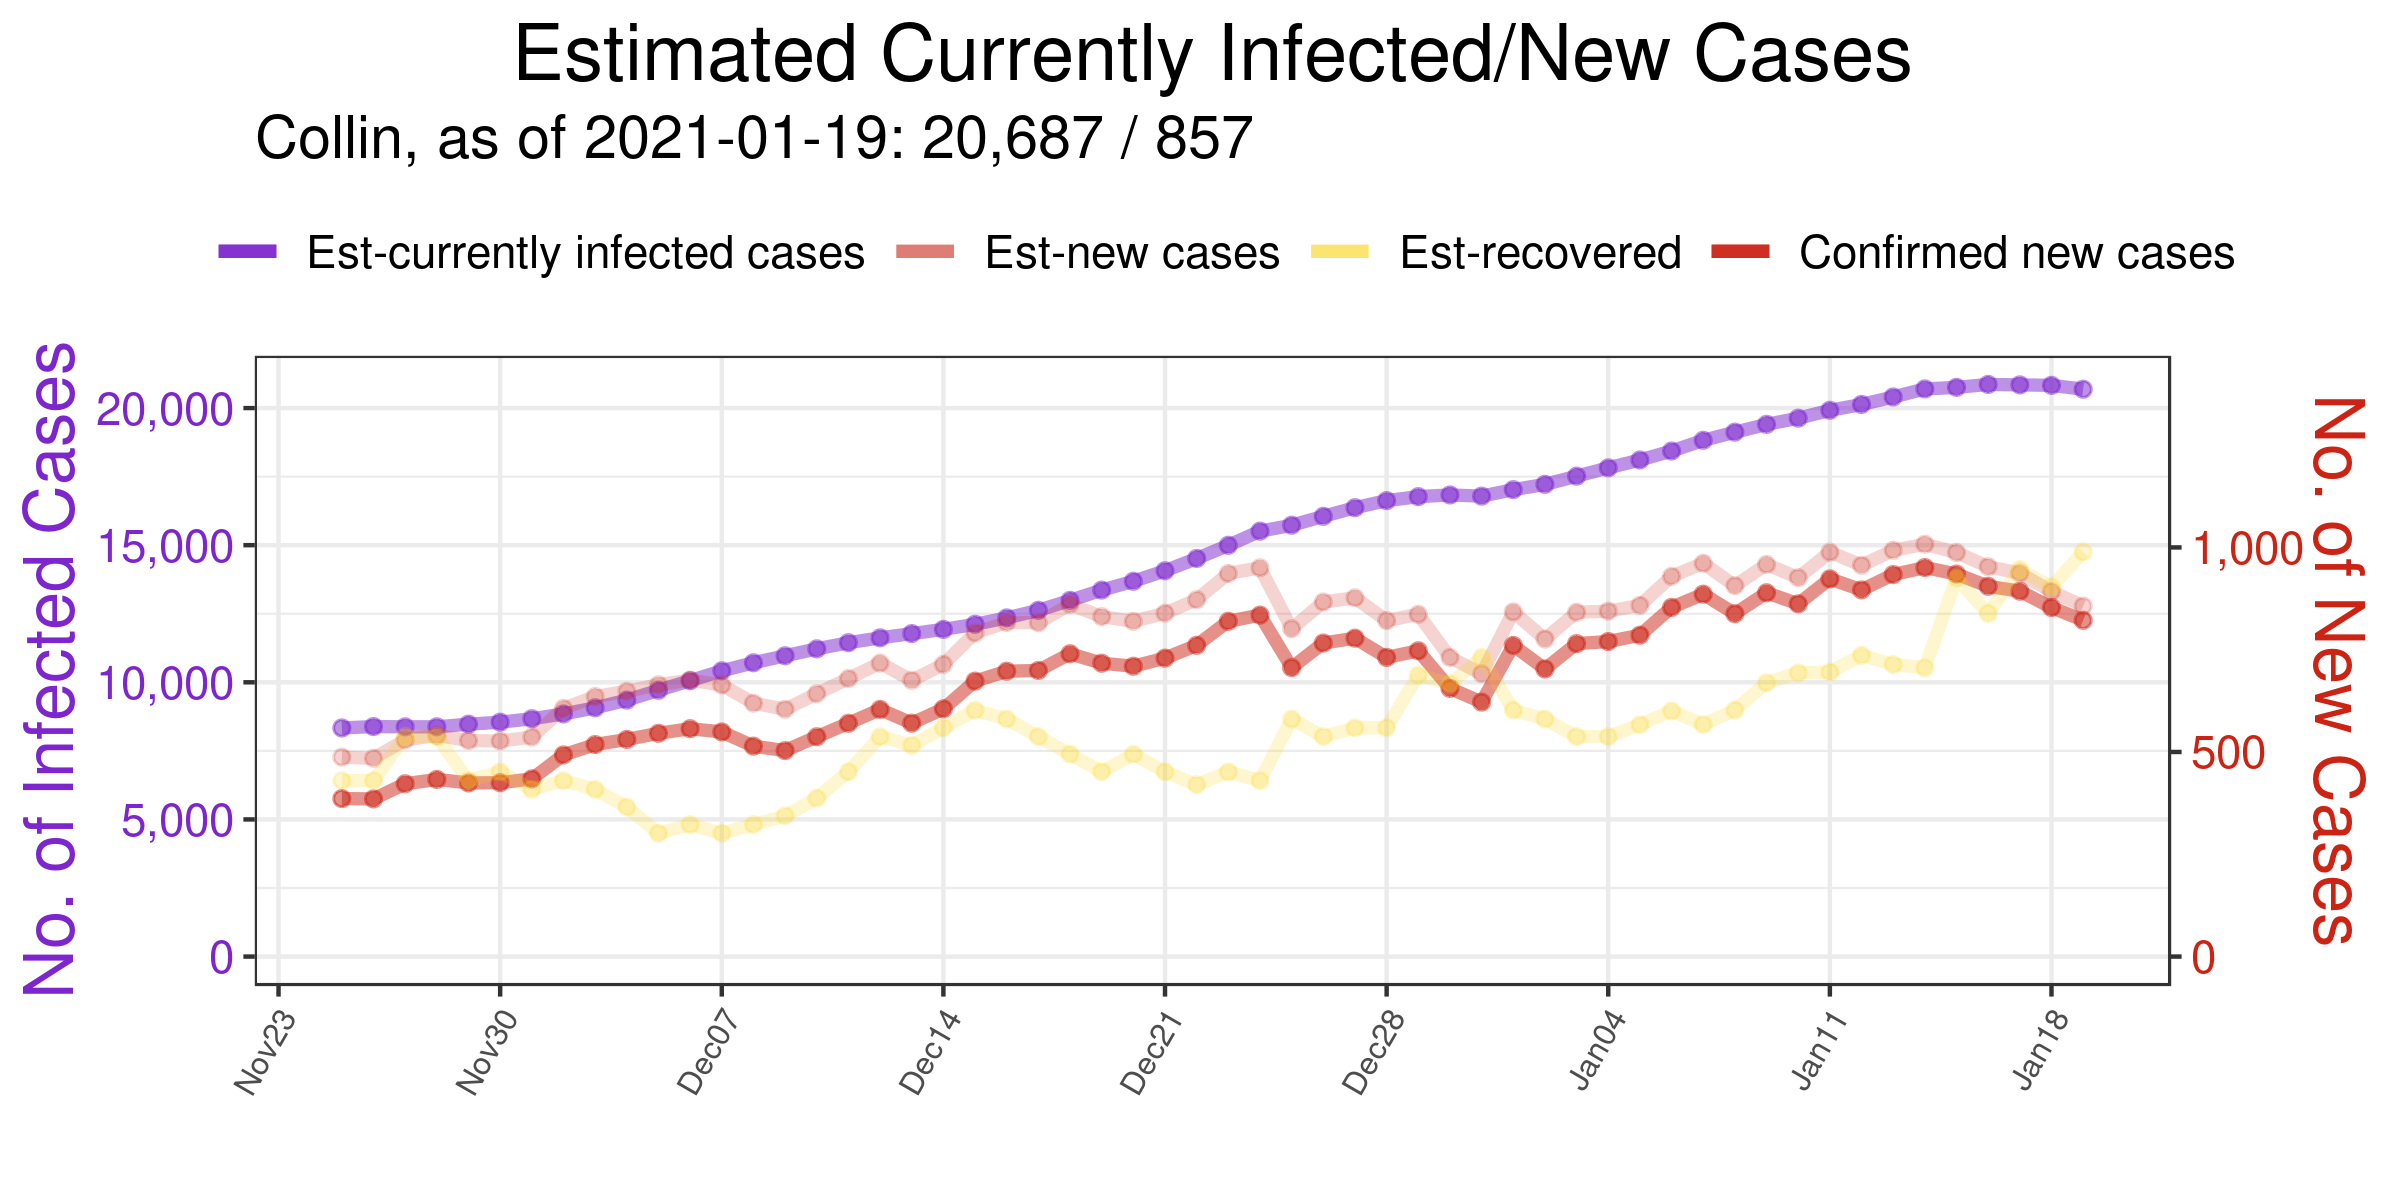 Estimated Currently Infected/New Cases
Collin, as of 2021-01-19: 20,687 / 857
Est-currently infected cases Est-new cases Est-recovered Confirmed new cases
No. of Infected Cases
20,000
15,000
10,000
5,000
0
No. of New Cases
1,000
500
0
Nov23 Nov30 Dec07 Dec14 Dec21 Dec28 Jan04 Jan11 Jan18